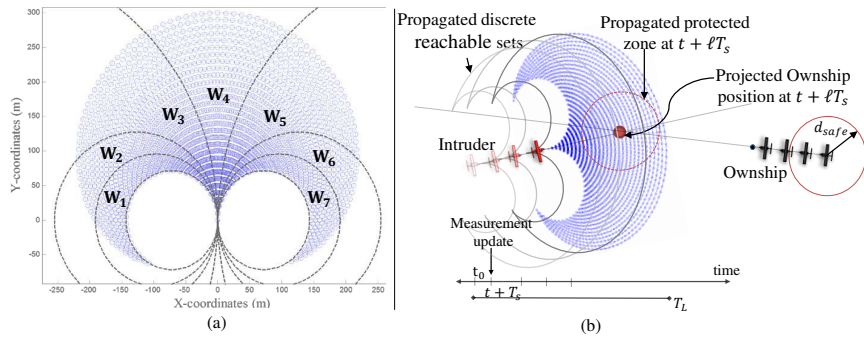 300
250
200
150
100
50
0
-50
Y-coordinates (m)
-250 -200 -150 -100 -50 0 50 100 150 200 250
X-coordinates (m)
W1
W2
W3
W4
W5
W6
W7
(a)
(b)
Propagated discrete
reachable sets
Propagated protected
zone at t + ℓTs
Projected Ownship
position at t + ℓTs
Intruder
dsafe
Ownship
Measurement
update
t0
time
t + Ts
TL
(b)